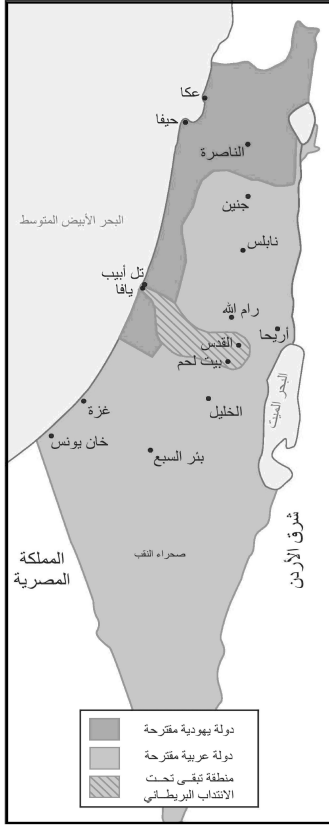 عكا
حيفا
الناصرة
جنين
البحر الأبيض المتوسط
نابلس
تل أبيب
يافا
رام الله
أريحا
القدس
بيت لحم
البحر الميت
الخليل
غزة
خان يونس
بئر السبع
شرق الأردن
صحراء النقب
المملكة
المصرية
دولة يهودية مقترحة
دولة عربية مقترحة
منطقة تبقى تحت
الانتداب البريطاني